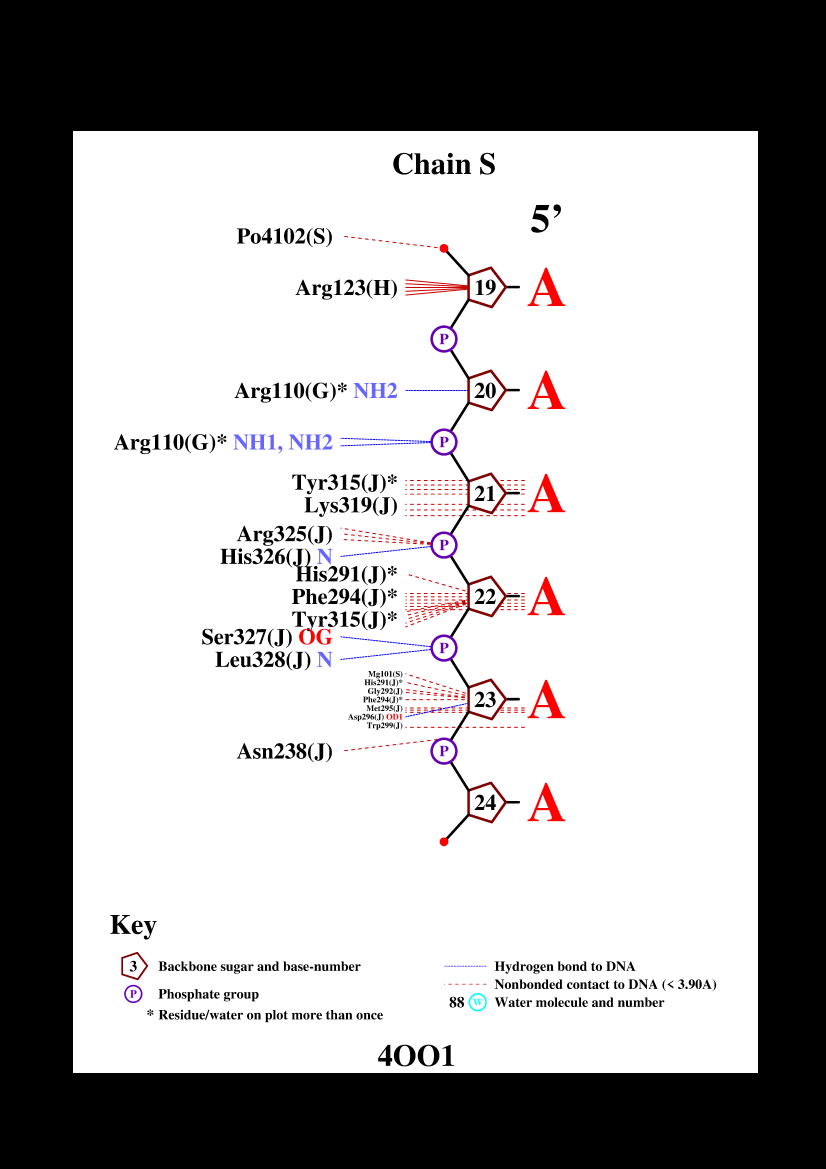 Chain S
5’
Po4102(S)
Arg123(H) 19 A
P
Arg110(G)* NH2 20 A
Arg110(G)* NH1, NH2 P
Tyr315(J)*
21 A
Lys319(J)
Arg325(J)
P
His326(J) N
His291(J)*
Phe294(J)* 22 A
Tyr315(J)*
Ser327(J) OG
P
Leu328(J) N
Mg101(S)
His291(J)*
Gly292(J)
Phe294(J)* 23 A
Met295(J)
Asp296(J) OD1
Trp299(J)
Asn238(J) P
24 A
Key
3 Backbone sugar and base-number
P Phosphate group
* Residue/water on plot more than once
Hydrogen bond to DNA
Nonbonded contact to DNA (< 3.90A)
88 W Water molecule and number
4OO1